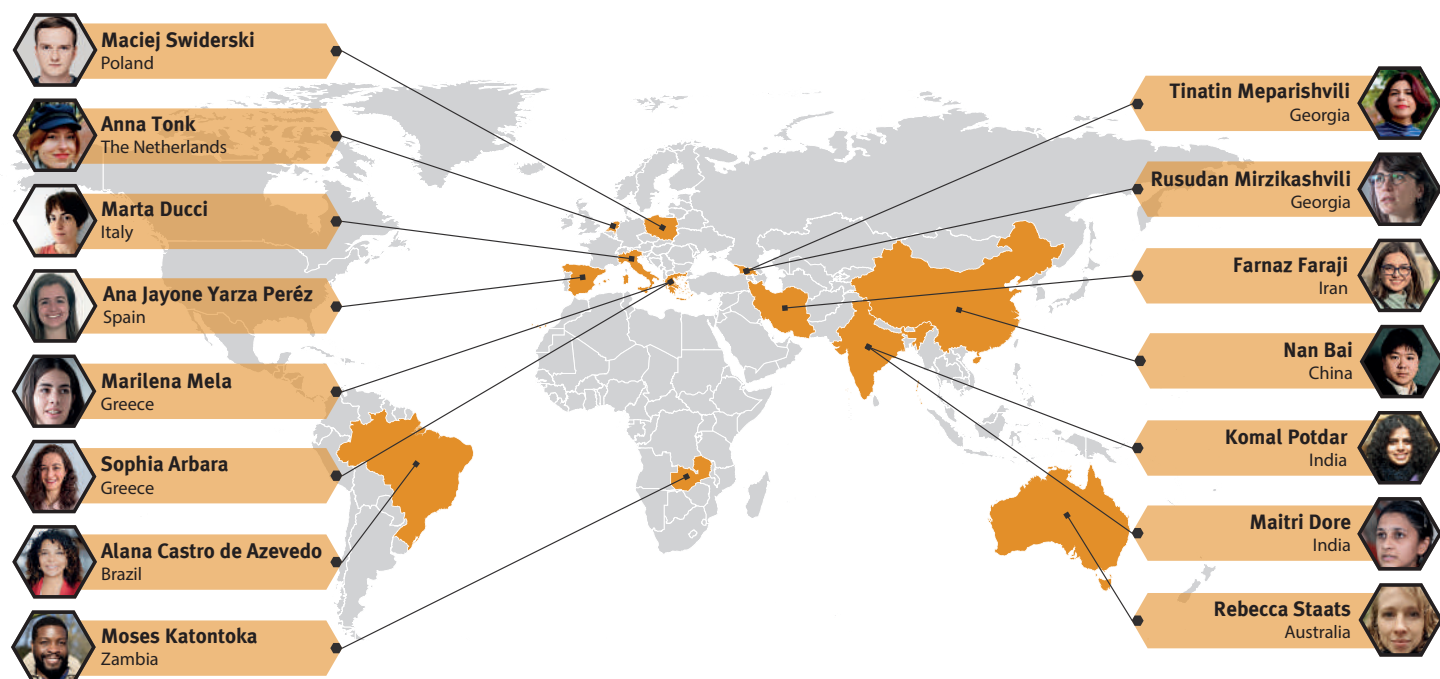 Maciej Swiderski
Poland
Anna Tonk
The Netherlands
Marta Ducci
Italy
Ana Jayone Yarza Peréz
Spain
Marilena Mela
Greece
Sophia Arbara
Greece
Alana Castro de Azevedo
Brazil
Moses Katontoka
Zambia
Tinatin Meparishvili
Georgia
Rusudan Mirzikashvili
Georgia
Farnaz Faraji
Iran
Nan Bai
China
Komal Potdar
India
Maitri Dore
India
Rebecca Staats
Australia